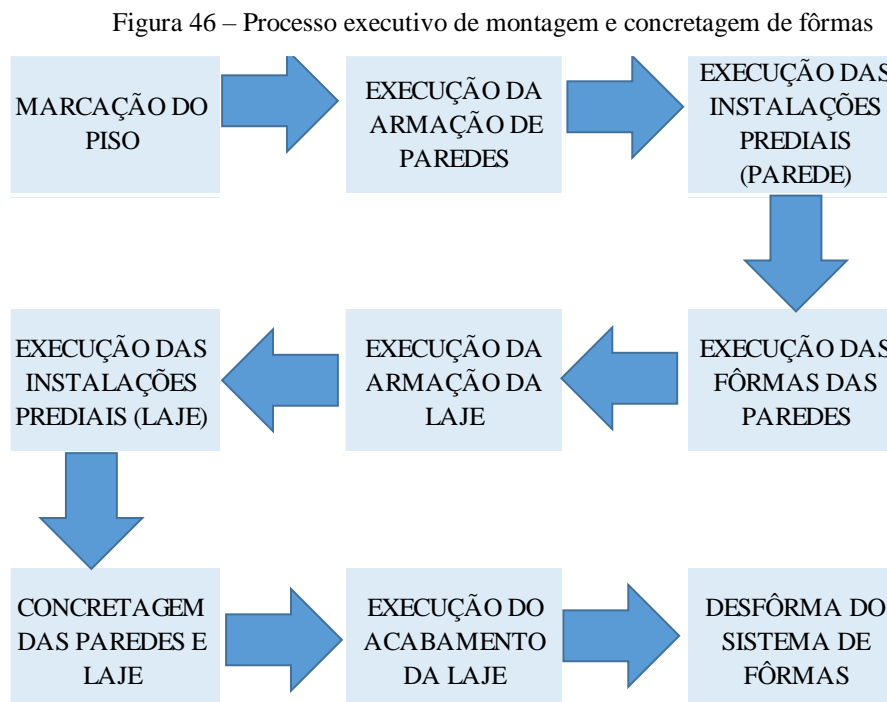 Figura 46 – Processo executivo de montagem e concretagem de fôrmas
MARCAÇÃO DO
PISO
EXECUÇÃO DA
ARMAÇÃO DE
PAREDES
EXECUÇÃO DAS
INSTALAÇÕES
PREDIAIS
(PAREDE)
EXECUÇÃO DAS
FÔRMAS DAS
PAREDES
EXECUÇÃO DA
ARMAÇÃO DA
LAJE
EXECUÇÃO DAS
INSTALAÇÕES
PREDIAIS (LAJE)
CONCRETAGEM
DAS PAREDES E
LAJE
EXECUÇÃO DO
ACABAMENTO
DA LAJE
DESFÔRMA DO
SISTEMA DE
FÔRMAS